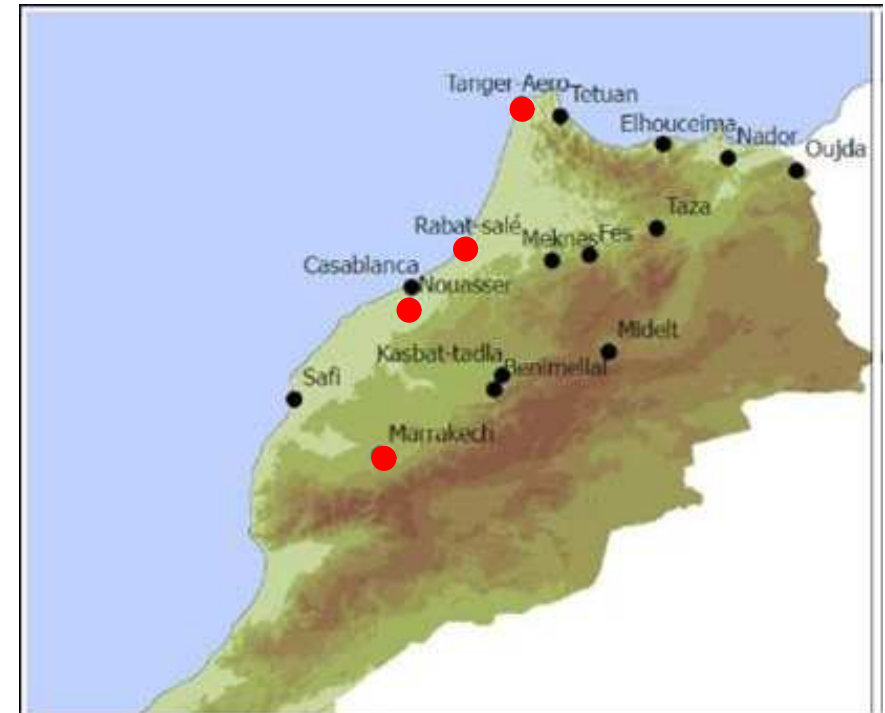 Tanger-Aero
Tetuan
Elhouceima
Nador
Oujda
Taza
Rabat-salé
Meknas
Fes
Casablanca
Nouasser
Midelt
Kasbat-tadla
Benimellal
Safi
Marrakech